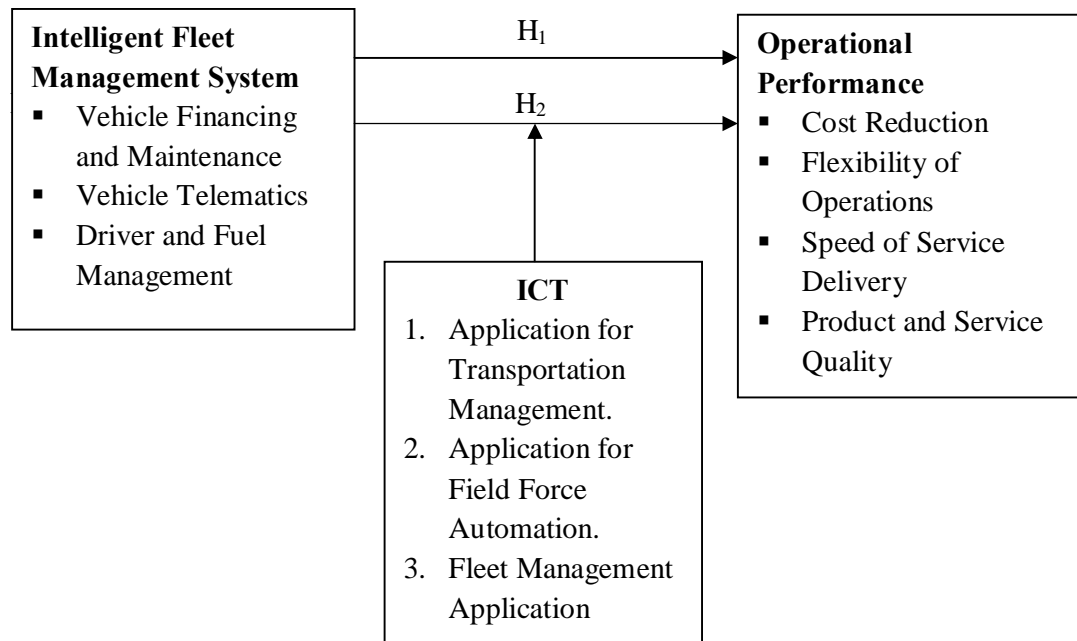 Intelligent Fleet
Management System
▪ Vehicle Financing
and Maintenance
▪ Vehicle Telematics
▪ Driver and Fuel
Management
H₁
H₂
Operational
Performance
▪ Cost Reduction
▪ Flexibility of
Operations
▪ Speed of Service
Delivery
▪ Product and Service
Quality
ICT
1. Application for
Transportation
Management.
2. Application for
Field Force
Automation.
3. Fleet Management
Application